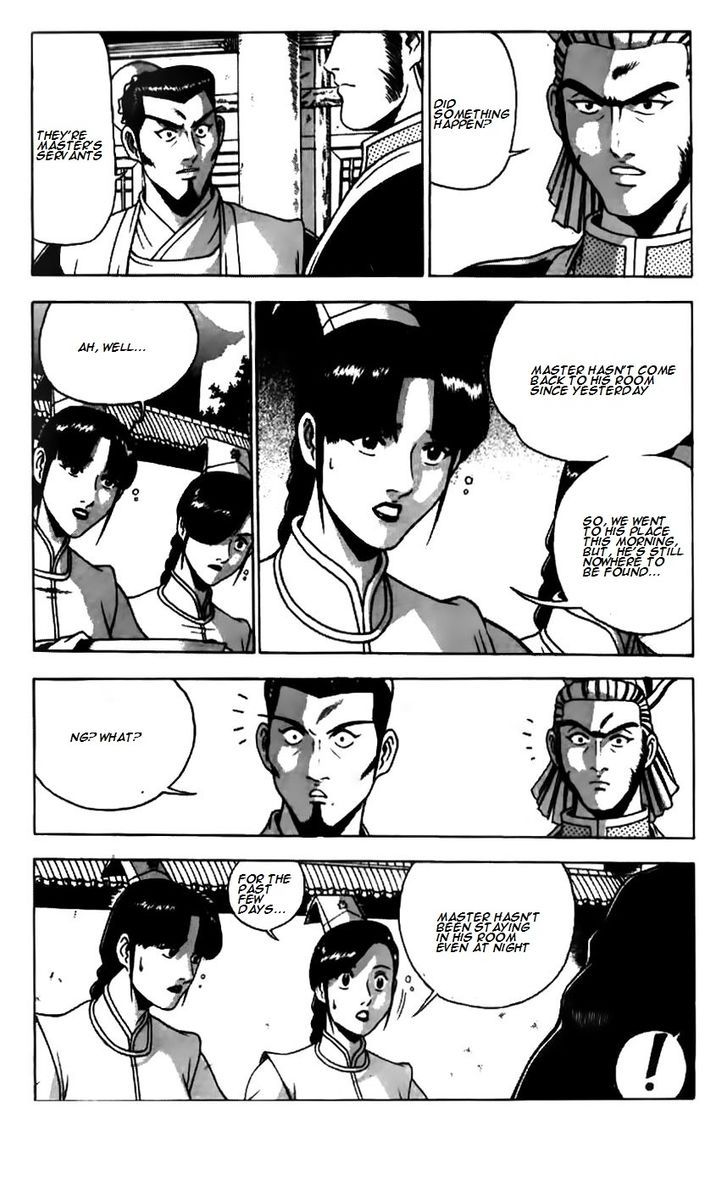 THEY'RE
MASTER'S
SERVANTS
DID
SOMETHING
HAPPEN?
AH, WELL...
MASTER HASN'T COME
BACK TO HIS ROOM
SINCE YESTERDAY
SO, WE WENT
TO HIS PLACE
THIS MORNING,
BUT, HE'S STILL
NOWHERE TO
BE FOUND...
NG? WHAT?
FOR THE
PAST
FEW
DAYS...
MASTER HASN'T
BEEN STAYING
IN HIS ROOM
EVEN AT NIGHT
!